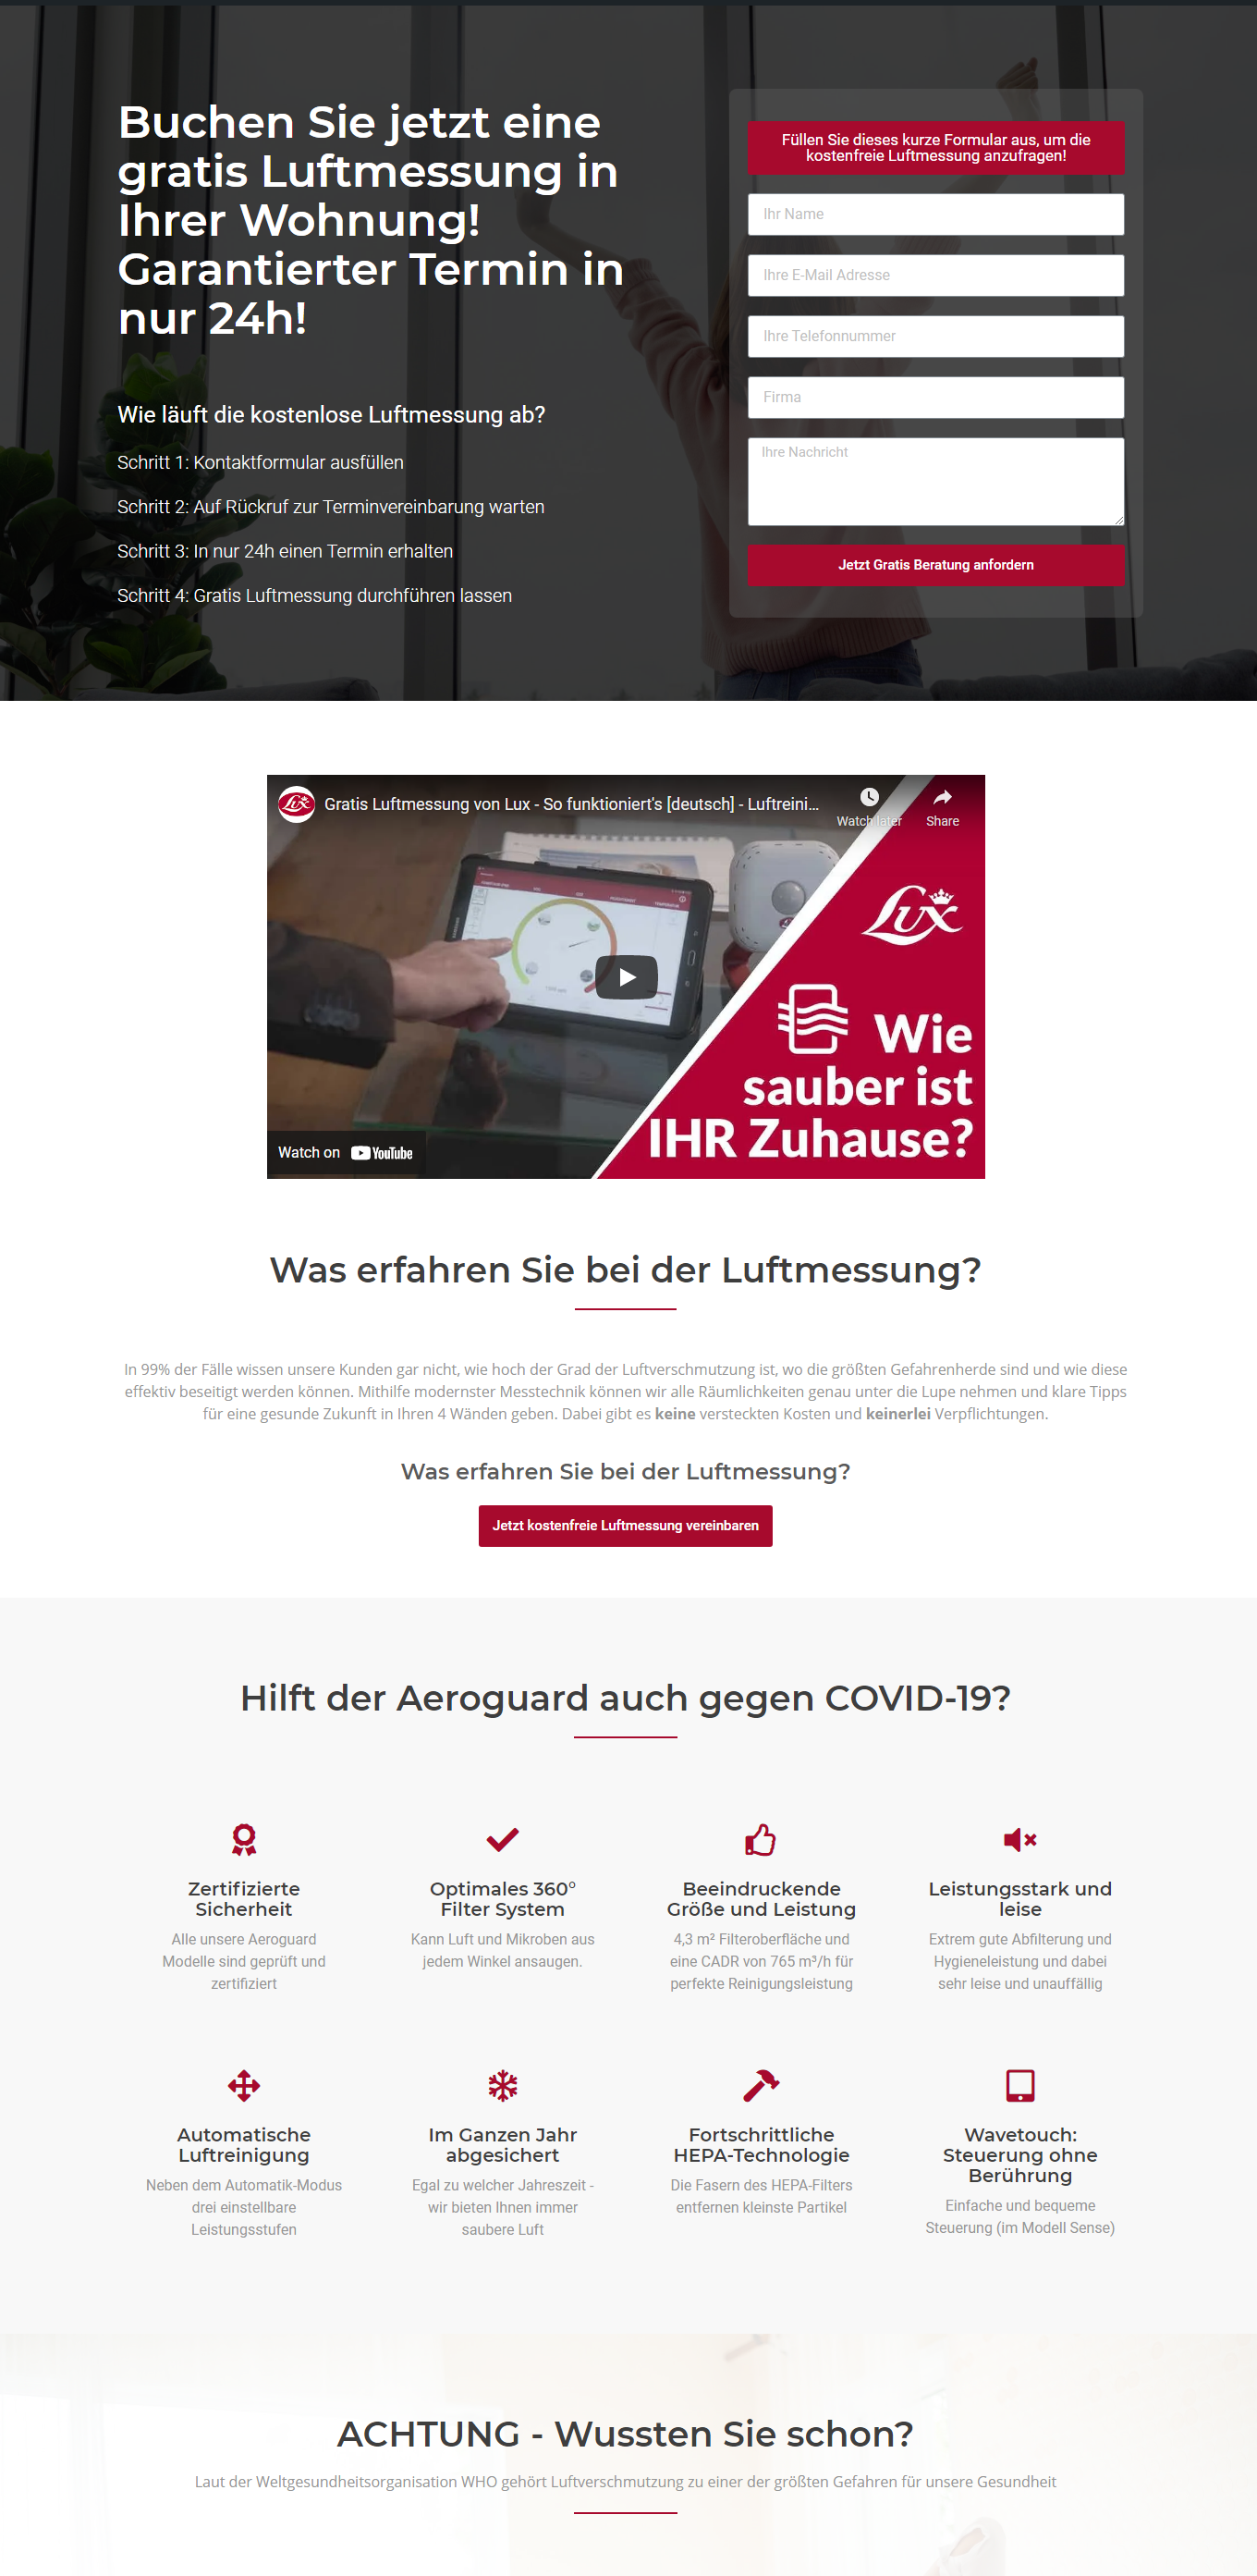 Buchen Sie jetzt eine
gratis Luftmessung in
Ihrer Wohnung!
Garantierter Termin in
nur 24h!
Wie läuft die kostenlose Luftmessung ab?
Schritt 1: Kontaktformular ausfüllen
Schritt 2: Auf Rückruf zur Terminvereinbarung warten
Schritt 3: In nur 24h einen Termin erhalten
Schritt 4: Gratis Luftmessung durchführen lassen
Füllen Sie dieses kurze Formular aus, um die
kostenfreie Luftmessung anzufragen!
Ihr Name
Ihre E-Mail Adresse
Ihre Telefonnummer
Firma
Ihre Nachricht
Jetzt Gratis Beratung anfordern
Lux
Gratis Luftmessung von Lux - So funktioniert's [deutsch] - Luftreini...
Watch later
Share
Lux
Wie
sauber ist
IHR Zuhause?
Watch on YouTube
Was erfahren Sie bei der Luftmessung?
In 99% der Fälle wissen unsere Kunden gar nicht, wie hoch der Grad der Luftverschmutzung ist, wo die größten Gefahrenherde sind und wie diese
effektiv beseitigt werden können. Mithilfe modernster Messtechnik können wir alle Räumlichkeiten genau unter die Lupe nehmen und klare Tipps
für eine gesunde Zukunft in Ihren 4 Wänden geben. Dabei gibt es keine versteckten Kosten und keinerlei Verpflichtungen.
Was erfahren Sie bei der Luftmessung?
Jetzt kostenfreie Luftmessung vereinbaren
Hilft der Aeroguard auch gegen COVID-19?
Zertifizierte
Sicherheit
Alle unsere Aeroguard
Modelle sind geprüft und
zertifiziert
Optimales 360°
Filter System
Kann Luft und Mikroben aus
jedem Winkel ansaugen.
Beeindruckende
Größe und Leistung
4,3 m² Filteroberfläche und
eine CADR von 765 m³/h für
perfekte Reinigungsleistung
Leistungsstark und
leise
Extrem gute Abfilterung und
Hygieneleistung und dabei
sehr leise und unauffällig
Automatische
Luftreinigung
Neben dem Automatik-Modus
drei einstellbare
Leistungsstufen
Im Ganzen Jahr
abgesichert
Egal zu welcher Jahreszeit -
wir bieten Ihnen immer
saubere Luft
Fortschrittliche
HEPA-Technologie
Die Fasern des HEPA-Filters
entfernen kleinste Partikel
Wavetouch:
Steuerung ohne
Berührung
Einfache und bequeme
Steuerung (im Modell Sense)
ACHTUNG - Wussten Sie schon?
Laut der Weltgesundheitsorganisation WHO gehört Luftverschmutzung zu einer der größten Gefahren für unsere Gesundheit